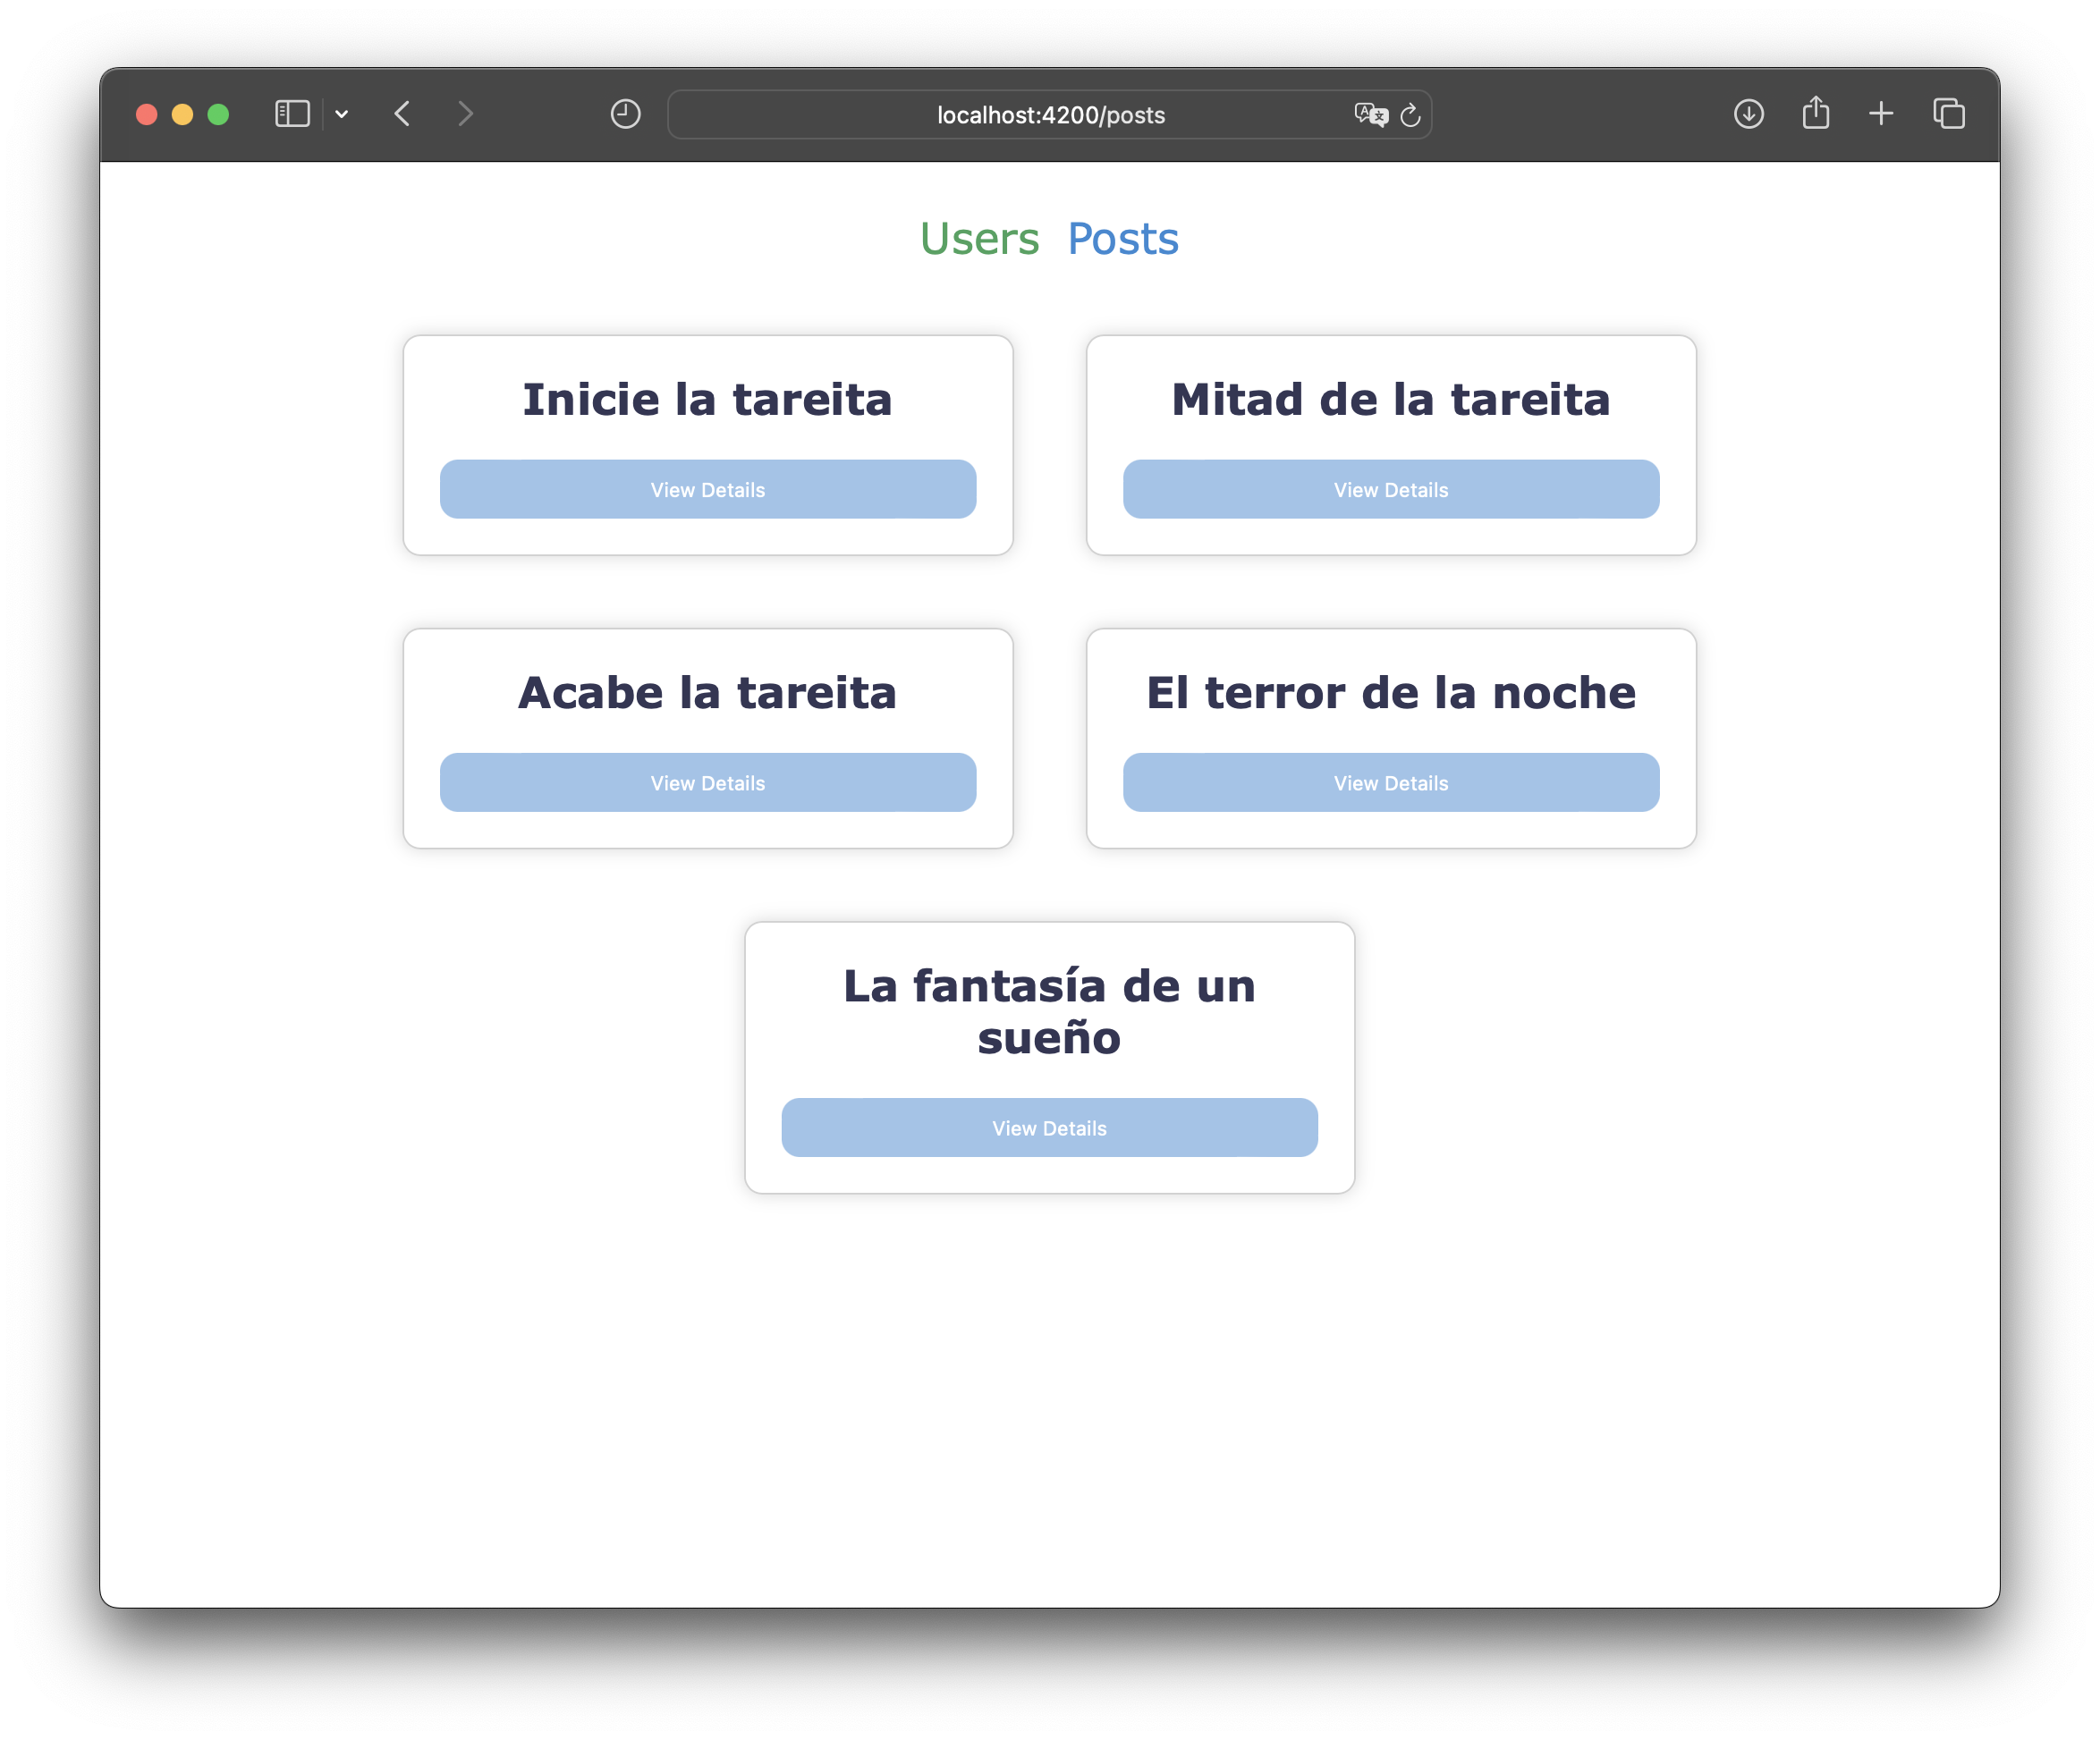 localhost:4200/posts
Users Posts
Inicie la tareita
View Details
Mitad de la tareita
View Details
Acabe la tareita
View Details
El terror de la noche
View Details
La fantasía de un
sueño
View Details